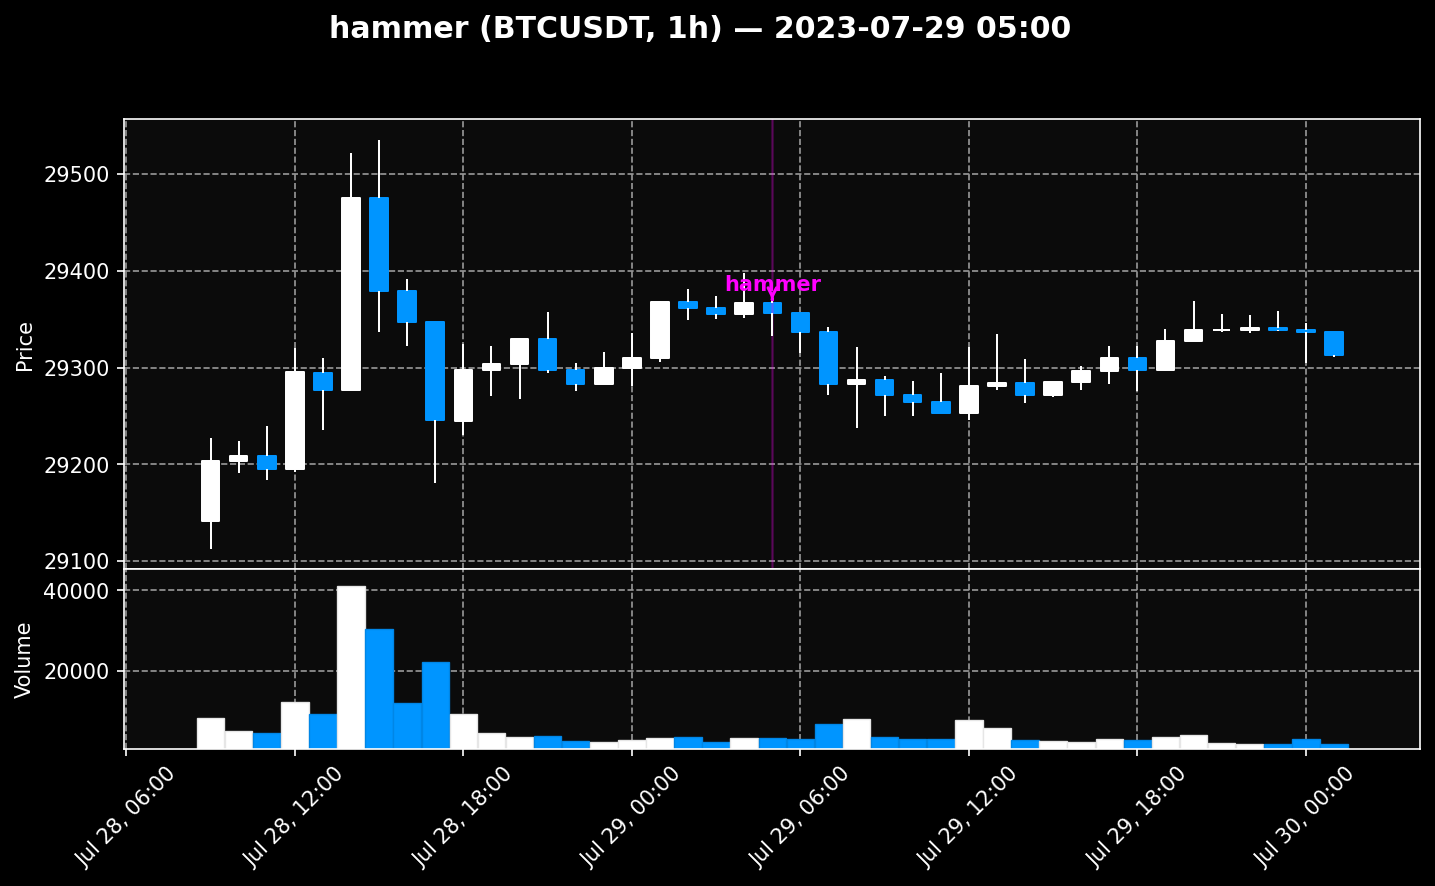 hammer (BTCUSDT, 1h) — 2023-07-29 05:00
29500
29400
29300
29200
29100
Price
hammer
40000
20000
Volume
Jul 28, 06:00
Jul 28, 12:00
Jul 28, 18:00
Jul 29, 00:00
Jul 29, 06:00
Jul 29, 12:00
Jul 29, 18:00
Jul 30, 00:00